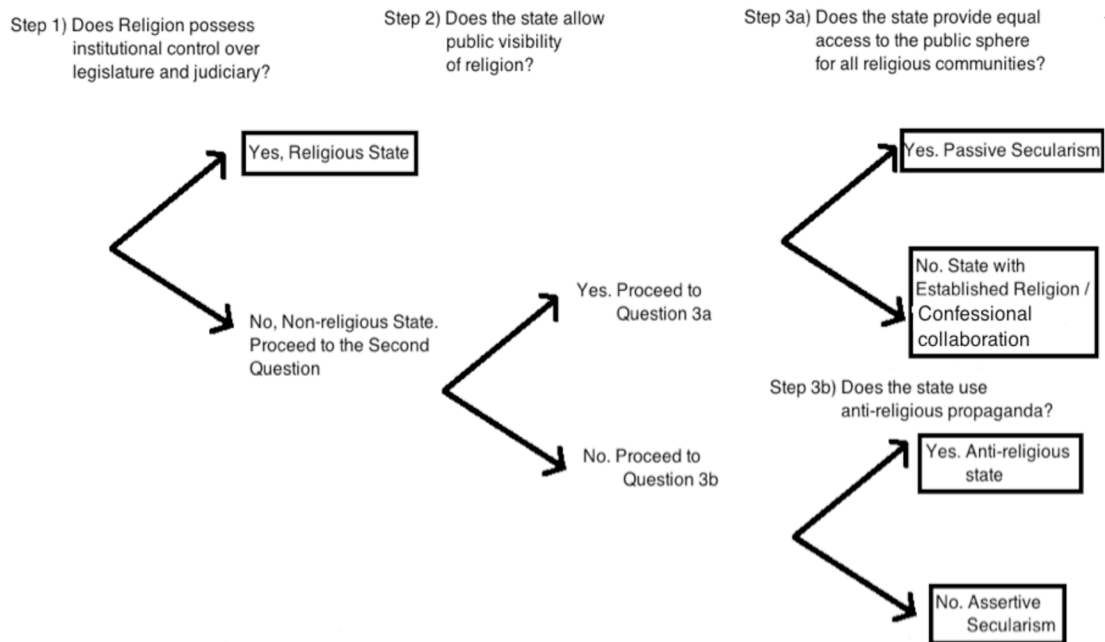 Step 1) Does Religion possess
institutional control over
legislature and judiciary?
Yes, Religious State
No, Non-religious State.
Proceed to the Second
Question
Step 2) Does the state allow
public visibility
of religion?
Yes. Proceed to
Question 3a
No. Proceed to
Question 3b
Step 3a) Does the state provide equal
access to the public sphere
for all religious communities?
Yes. Passive Secularism
No. State with
Established Religion /
Confessional
collaboration
Step 3b) Does the state use
anti-religious propaganda?
Yes. Anti-religious
state
No. Assertive
Secularism